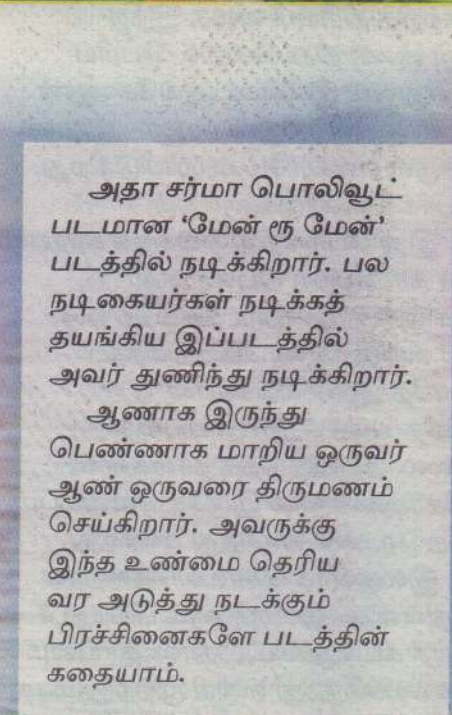 அதா சர்மா பொலிவூட்
படமான ‘மேன் ரூ மேன்’
படத்தில் நடிக்கிறார். பல
நடிகையர்கள் நடிக்கத்
தயங்கிய இப்படத்தில்
அவர் துணிந்து நடிக்கிறார்.
ஆணாக இருந்து
பெண்ணாக மாறிய ஒருவர்
ஆண் ஒருவரை திருமணம்
செய்கிறார். அவருக்கு
இந்த உண்மை தெரிய
வர அடுத்து நடக்கும்
பிரச்சினைகளே படத்தின்
கதையாம்.